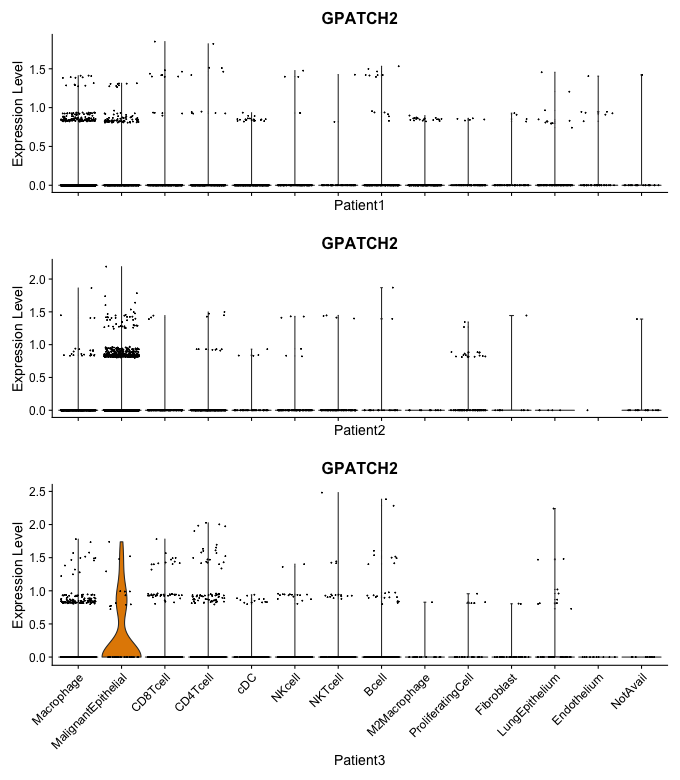 GPATCH2
Expression Level
1.5
1.0
0.5
0.0
Patient1
GPATCH2
Expression Level
2.0
1.5
1.0
0.5
0.0
Patient2
GPATCH2
Expression Level
2.5
2.0
1.5
1.0
0.5
0.0
Macrophage
MalignantEpithelial
CD8Tcell
CD4Tcell
cDC
NKcell
NKTcell
Bcell
M2Macrophage
ProliferatingCell
Fibroblast
LungEpithelium
Endothelium
NotAvail
Patient3